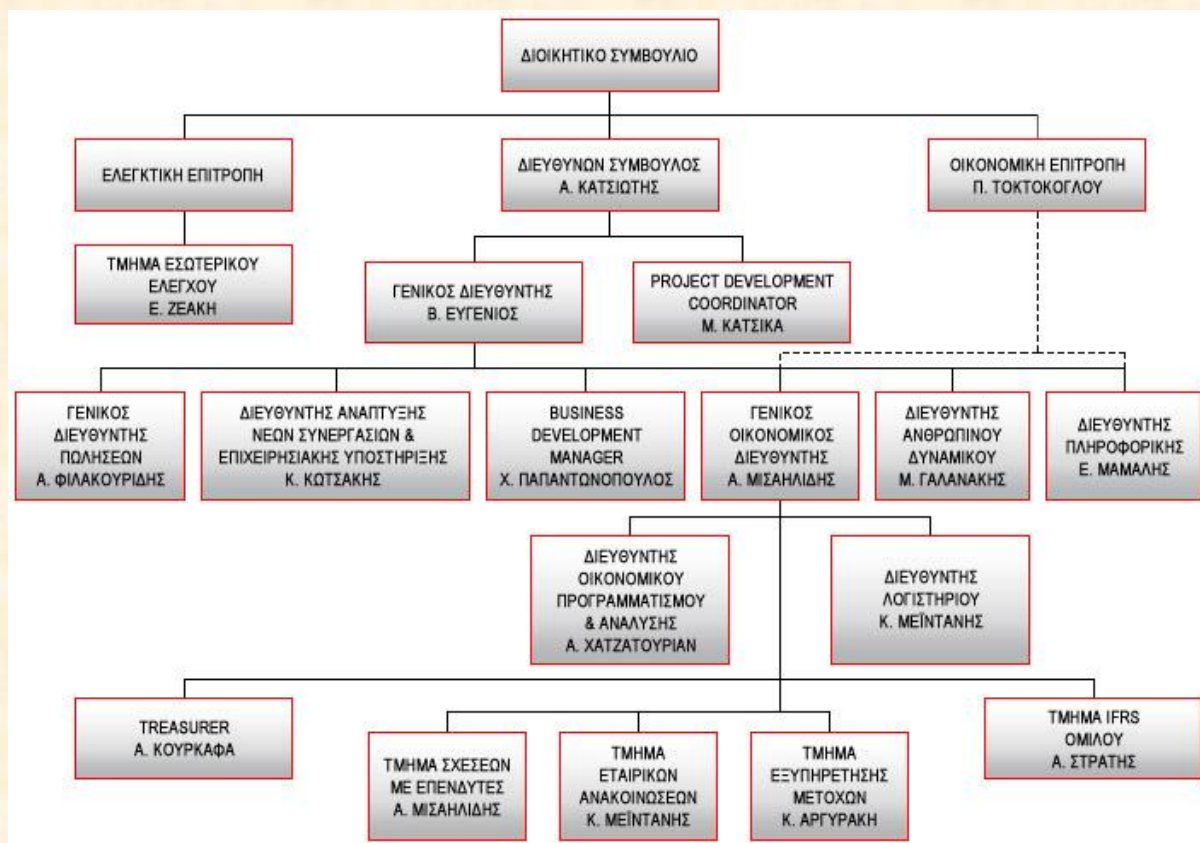 ΔΙΟΙΚΗΤΙΚΟ ΣΥΜΒΟΥΛΙΟ
ΕΛΕΓΚΤΙΚΗ ΕΠΙΤΡΟΠΗ
ΔΙΕΥΘΥΝΩΝ ΣΥΜΒΟΥΛΟΣ
Α. ΚΑΤΣΙΩΤΗΣ
ΟΙΚΟΝΟΜΙΚΗ ΕΠΙΤΡΟΠΗ
Π. ΤΟΚΤΟΚΟΓΛΟΥ
ΤΜΗΜΑ ΕΣΩΤΕΡΙΚΟΥ
ΕΛΕΓΧΟΥ
Ε. ΖΕΑΚΗ
ΓΕΝΙΚΟΣ ΔΙΕΥΘΥΝΤΗΣ
Β. ΕΥΓΕΝΙΟΣ
PROJECT DEVELOPMENT
COORDINATOR
Μ. ΚΑΤΣΙΚΑ
ΓΕΝΙΚΟΣ
ΔΙΕΥΘΥΝΤΗΣ
ΠΩΛΗΣΕΩΝ
Α. ΦΙΛΑΚΟΥΡΙΔΗΣ
ΔΙΕΥΘΥΝΤΗΣ ΑΝΑΠΤΥΞΗΣ
ΝΕΩΝ ΣΥΝΕΡΓΑΣΙΩΝ &
ΕΠΙΧΕΙΡΗΣΙΑΚΗΣ ΥΠΟΣΤΗΡΙΞΗΣ
Κ. ΚΩΤΣΑΚΗΣ
BUSINESS
DEVELOPMENT
MANAGER
Χ. ΠΑΠΑΝΤΩΝΟΠΟΥΛΟΣ
ΓΕΝΙΚΟΣ
ΟΙΚΟΝΟΜΙΚΟΣ
ΔΙΕΥΘΥΝΤΗΣ
Α. ΜΙΣΑΗΛΙΔΗΣ
ΔΙΕΥΘΥΝΤΗΣ
ΑΝΘΡΩΠΙΝΟΥ
ΔΥΝΑΜΙΚΟΥ
Μ. ΓΑΛΑΝΑΚΗΣ
ΔΙΕΥΘΥΝΤΗΣ
ΠΛΗΡΟΦΟΡΙΚΗΣ
Ε. ΜΑΜΑΛΗΣ
ΔΙΕΥΘΥΝΤΗΣ
ΟΙΚΟΝΟΜΙΚΟΥ
ΠΡΟΓΡΑΜΜΑΤΙΣΜΟΥ
& ΑΝΑΛΥΣΗΣ
Α. ΧΑΤΖΑΤΟΥΡΙΑΝ
ΔΙΕΥΘΥΝΤΗΣ
ΛΟΓΙΣΤΗΡΙΟΥ
Κ. ΜΕΪΝΤΑΝΗΣ
TREASURER
Α. ΚΟΥΡΚΑΦΑ
ΤΜΗΜΑ ΣΧΕΣΕΩΝ
ΜΕ ΕΠΕΝΔΥΤΕΣ
Α. ΜΙΣΑΗΛΙΔΗΣ
ΤΜΗΜΑ
ΕΤΑΙΡΙΚΩΝ
ΑΝΑΚΟΙΝΩΣΕΩΝ
Κ. ΜΕΪΝΤΑΝΗΣ
ΤΜΗΜΑ
ΕΞΥΠΗΡΕΤΗΣΗΣ
ΜΕΤΟΧΩΝ
Κ. ΑΡΓΥΡΑΚΗ
ΤΜΗΜΑ IFRS
ΟΜΙΛΟΥ
Α. ΣΤΡΑΤΗΣ